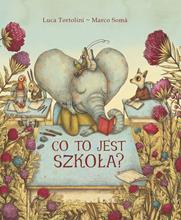 Luca Tortolini ~ Marco Somà
CO TO JEST
SZKOŁA?